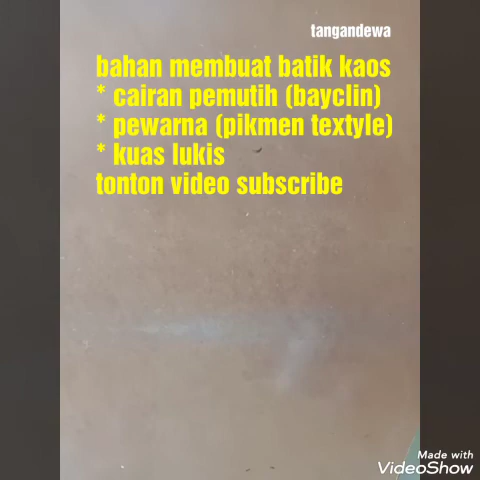 tangandewa
bahan membuat batik kaos
* cairan pemutih (bayclin)
* pewarna (pikmen textyle)
* kuas lukis
tonton video subscribe
Made with
VideoShow